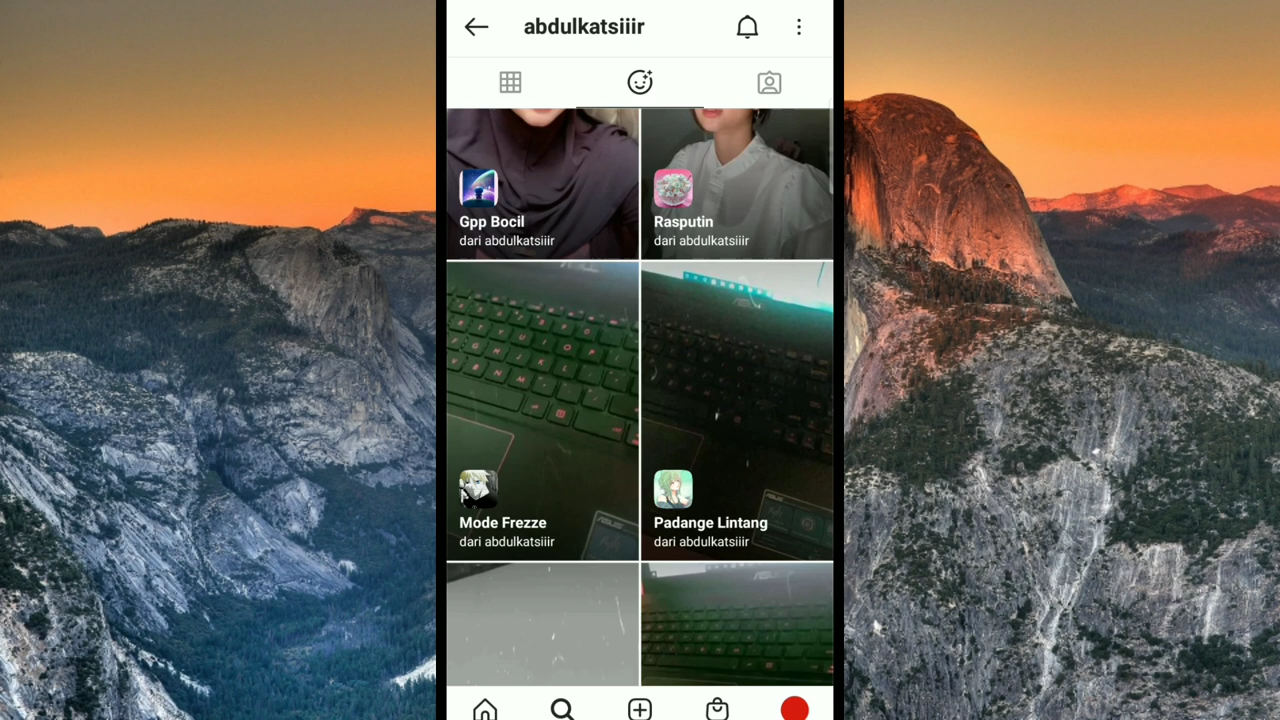 abdulkatsiiir
Gpp Bocil
dari abdulkatsiiir
Rasputin
dari abdulkatsiiir
Mode Frezze
dari abdulkatsiiir
Padange Lintang
dari abdulkatsiiir